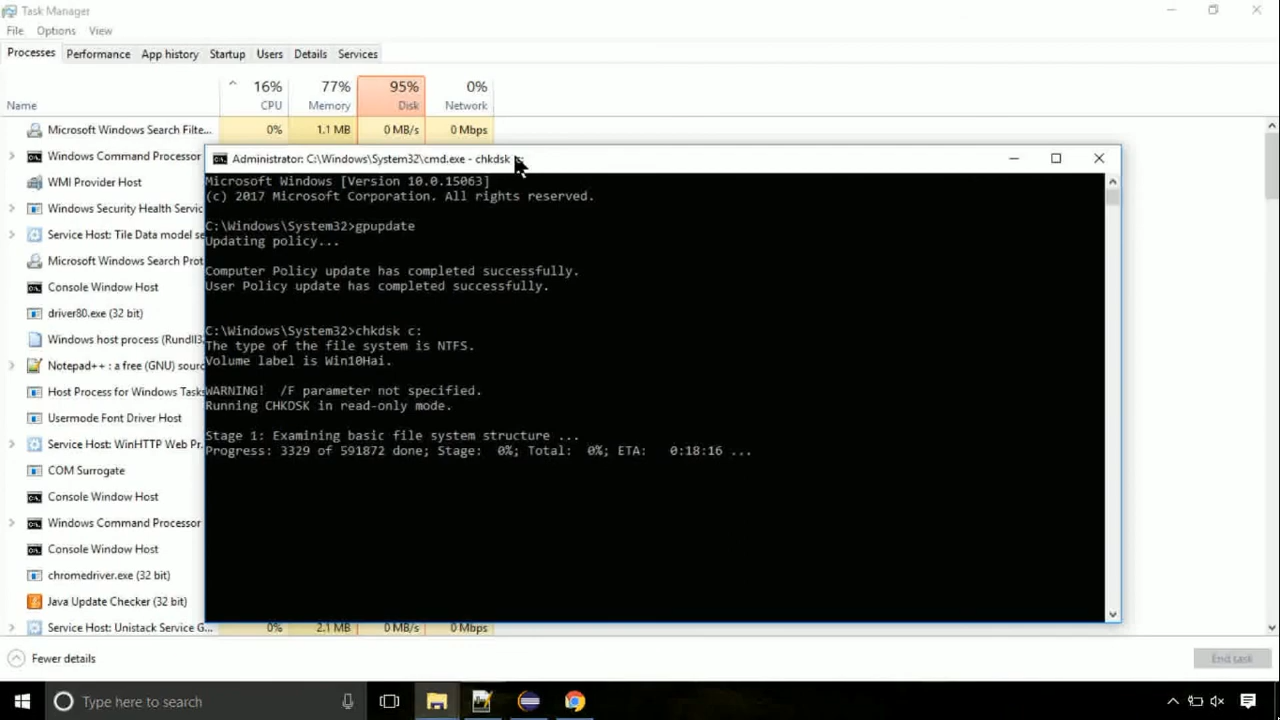 Task Manager
File Options View
Processes Performance App history Startup Users Details Services
16% 77% 95% 0%
Name CPU Memory Disk Network
Microsoft Windows Search Filte... 0% 1.1 MB 0 MB/s 0 Mbps
Windows Command Processor
WMI Provider Host
Windows Security Health Servic
Service Host: Tile Data model se
Microsoft Windows Search Prot
Console Window Host
driver80.exe (32 bit)
Windows host process (Rundll3
Notepad++ : a free (GNU) sourc
Host Process for Windows Task
Usermode Font Driver Host
Service Host: WinHTTP Web Pr
COM Surrogate
Console Window Host
Windows Command Processor
Console Window Host
chromedriver.exe (32 bit)
Java Update Checker (32 bit)
Service Host: Unistack Service G... 0% 2.1 MB 0 MB/s 0 Mbps
Administrator: C:\Windows\System32\cmd.exe - chkdsk
Microsoft Windows [Version 10.0.15063]
(c) 2017 Microsoft Corporation. All rights reserved.
C:\Windows\System32>gpupdate
Updating policy...
Computer Policy update has completed successfully.
User Policy update has completed successfully.
C:\Windows\System32>chkdsk c:
The type of the file system is NTFS.
Volume label is Win10Hai.
WARNING! /F parameter not specified.
Running CHKDSK in read-only mode.
Stage 1: Examining basic file system structure ...
Progress: 3329 of 591872 done; Stage: 0%; Total: 0%; ETA: 0:18:16 ...
Fewer details
End task
Type here to search